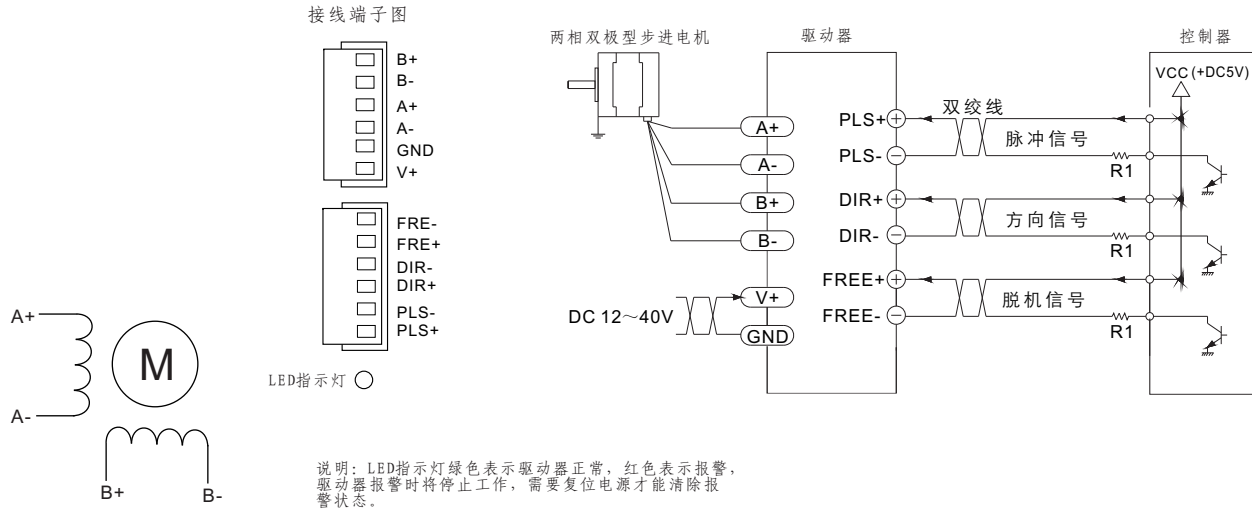 接线端子图
B+
B-
A+
A-
GND
V+
FRE-
FRE+
DIR-
DIR+
PLS-
PLS+
LED指示灯
A+
A-
M
B+
B-
两相双极型步进电机
驱动器
控制器
VCC (+DC5V)
A+
A-
B+
B-
DC 12～40V
V+
GND
PLS+
双绞线
脉冲信号
PLS-
R1
DIR+
方向信号
DIR-
R1
FREE+
脱机信号
FREE-
R1
说明：LED指示灯绿色表示驱动器正常，红色表示报警，
驱动器报警时将停止工作，需要复位电源才能清除报
警状态。